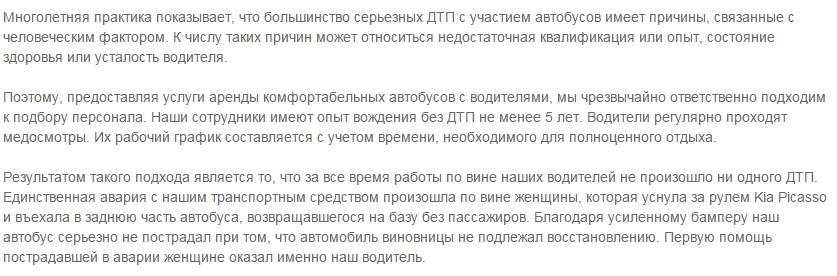 Многолетняя практика показывает, что большинство серьезных ДТП с участием автобусов имеет причины, связанные с
человеческим фактором. К числу таких причин может относиться недостаточная квалификация или опыт, состояние
здоровья или усталость водителя.
Поэтому, предоставляя услуги аренды комфортабельных автобусов с водителями, мы чрезвычайно ответственно подходим
к подбору персонала. Наши сотрудники имеют опыт вождения без ДТП не менее 5 лет. Водители регулярно проходят
медосмотры. Их рабочий график составляется с учетом времени, необходимого для полноценного отдыха.
Результатом такого подхода является то, что за все время работы по вине наших водителей не произошло ни одного ДТП.
Единственная авария с нашим транспортным средством произошла по вине женщины, которая уснула за рулем Kia Picasso
и въехала в заднюю часть автобуса, возвращавшегося на базу без пассажиров. Благодаря усиленному бамперу наш
автобус серьезно не пострадал при том, что автомобиль виновницы не подлежал восстановлению. Первую помощь
пострадавшей в аварии женщине оказал именно наш водитель.